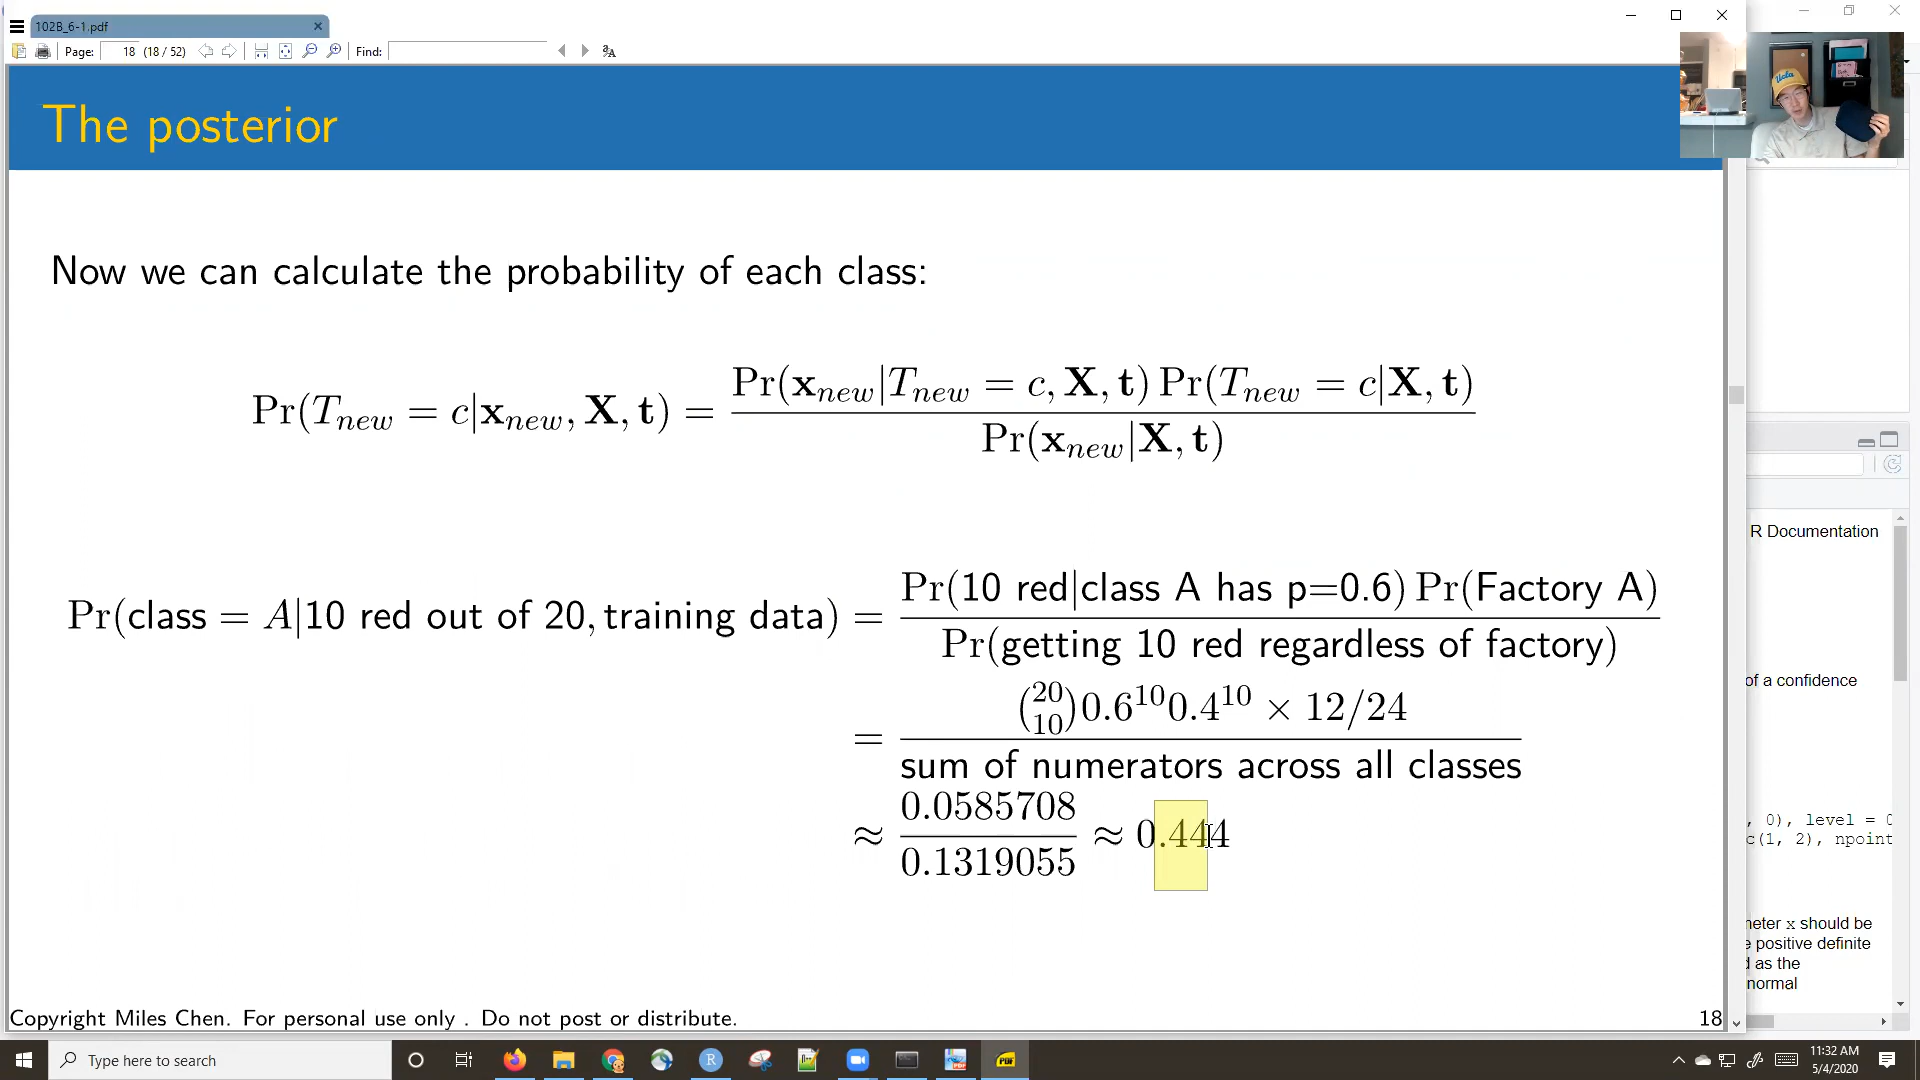 102B_6-1.pdf
Page: 18 (18 / 52) Find:
The posterior
Now we can calculate the probability of each class:
Pr(T_new = c|x_new, X, t) = Pr(x_new|T_new = c, X, t) Pr(T_new = c|X, t) / Pr(x_new|X, t)
Pr(class = A|10 red out of 20, training data) = Pr(10 red|class A has p=0.6) Pr(Factory A) / Pr(getting 10 red regardless of factory)
= (20 10)0.6^10 0.4^10 × 12/24 / sum of numerators across all classes
≈ 0.0585708 / 0.1319055 ≈ 0.444
Copyright Miles Chen. For personal use only . Do not post or distribute.
18
Ucla
R Documentation
of a confidence
, 0), level = 0
c(1, 2), npoint
neter x should be
e positive definite
d as the
normal
Type here to search
11:32 AM
5/4/2020